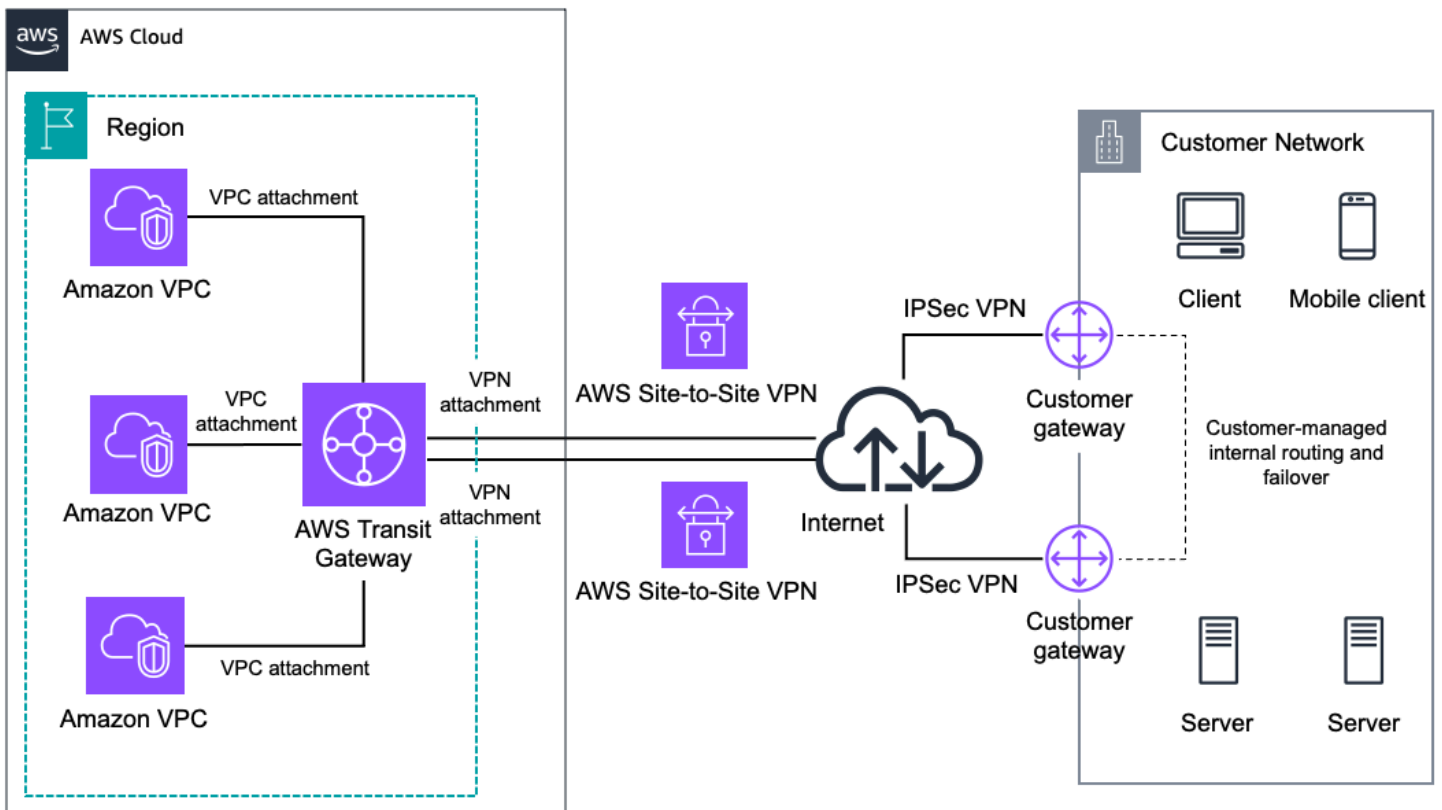 aws
AWS Cloud
Region
VPC attachment
Amazon VPC
VPC
attachment
Amazon VPC
AWS Transit
Gateway
VPC attachment
Amazon VPC
VPN
attachment
VPN
attachment
AWS Site-to-Site VPN
AWS Site-to-Site VPN
Internet
IPSec VPN
IPSec VPN
Customer Network
Client
Mobile client
Customer
gateway
Customer-managed
internal routing and
failover
Customer
gateway
Server
Server